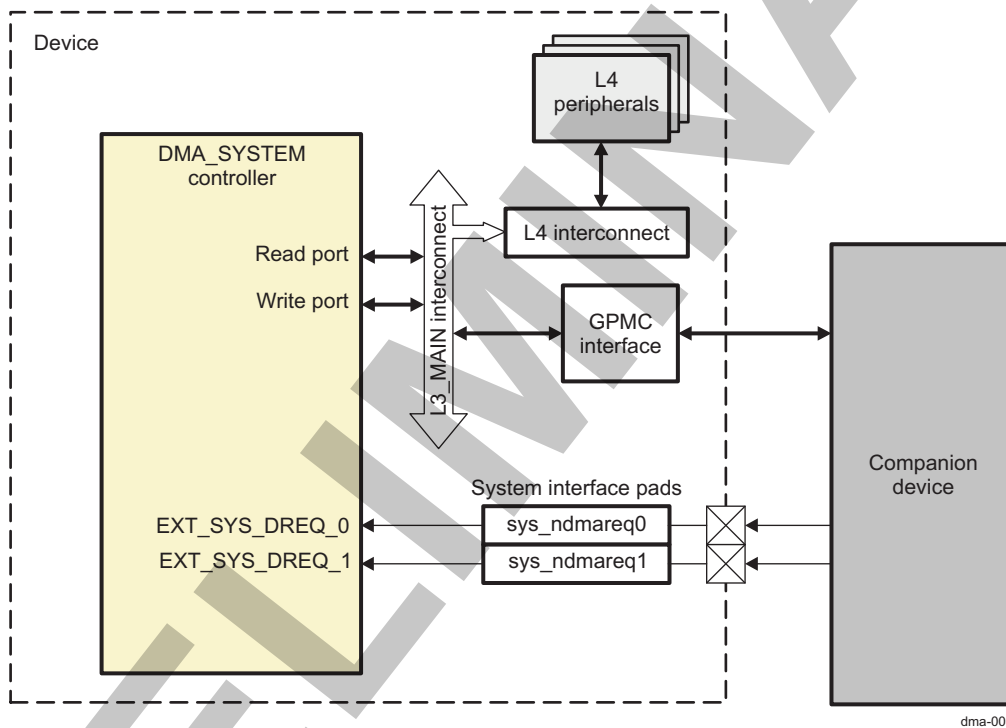 Device
L4
peripherals
DMA_SYSTEM
controller
L3_MAIN interconnect
L4 interconnect
Read port
Write port
GPMC
interface
Companion
device
System interface pads
EXT_SYS_DREQ_0
sys_ndmareq0
EXT_SYS_DREQ_1
sys_ndmareq1
dma-00